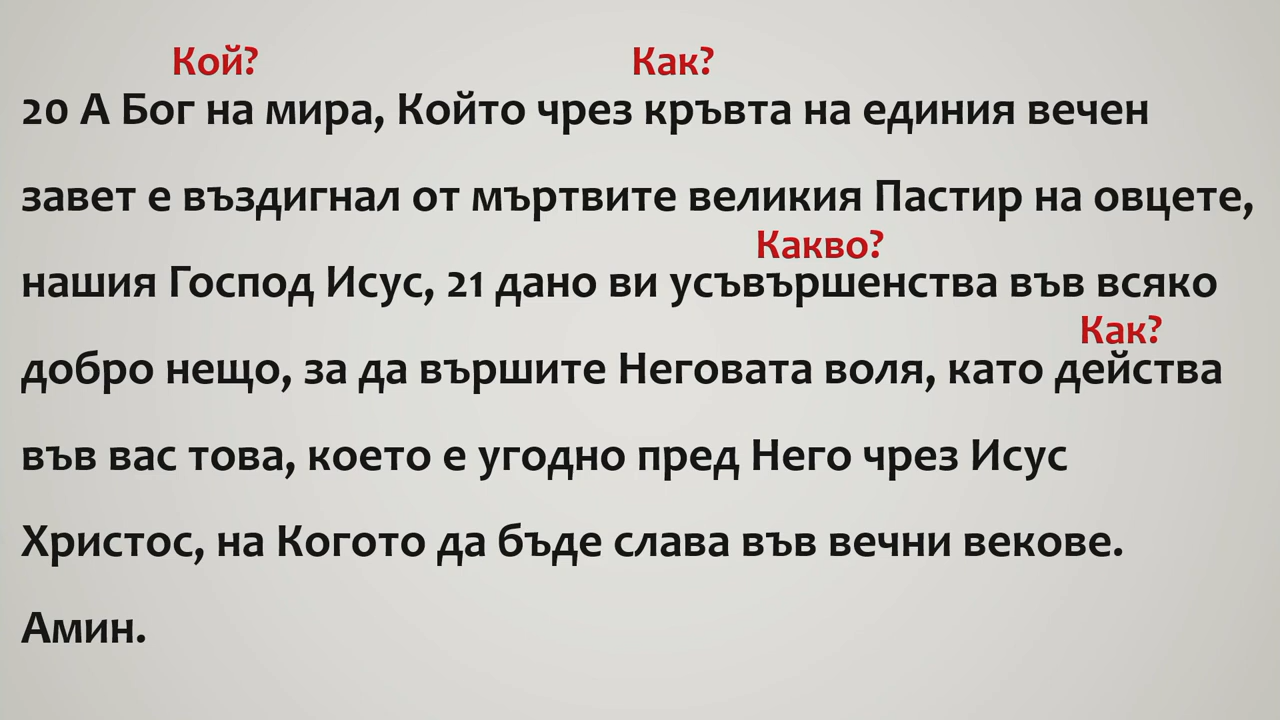 Кой? Как?
20 А Бог на мира, Който чрез кръвта на единия вечен
завет е въздигнал от мъртвите великия Пастир на овцете,
Какво?
нашия Господ Исус, 21 дано ви усъвършенства във всяко
Как?
добро нещо, за да вършите Неговата воля, като действа
във вас това, което е угодно пред Него чрез Исус
Христос, на Когото да бъде слава във вечни векове.
Амин.